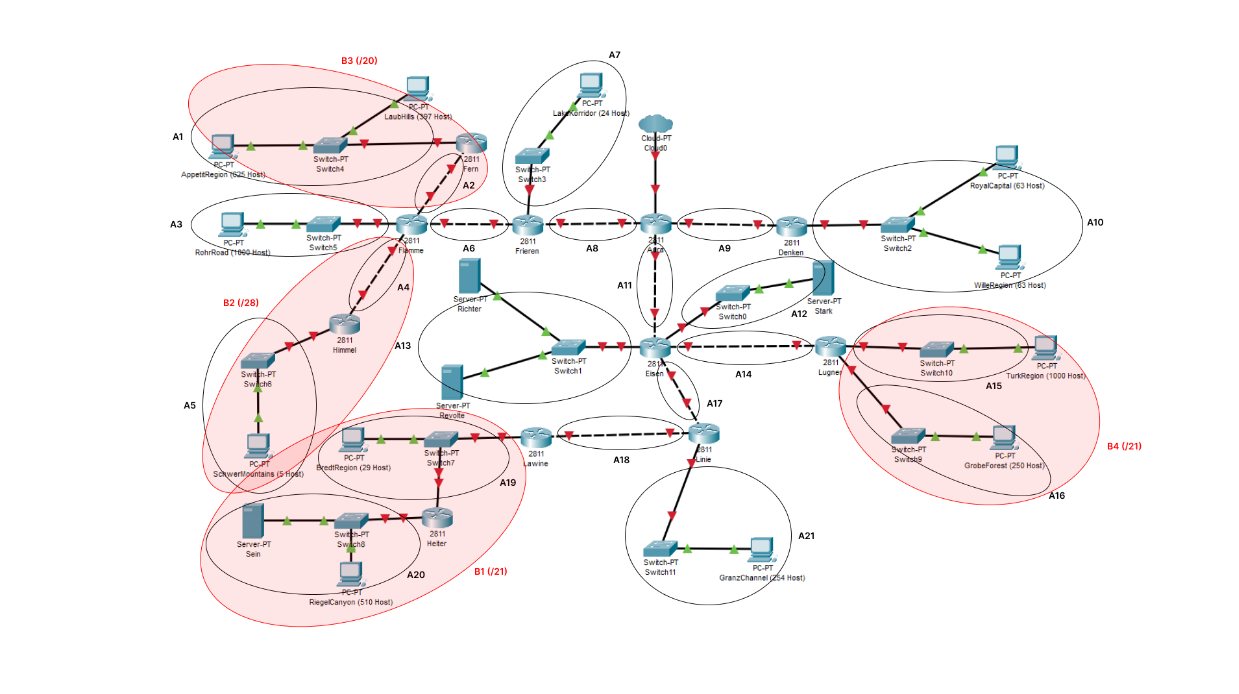 B3 (/20)
A7
PC-PT
LaubHills (397 Host)
PC-PT
LakeKorridor (24 Host)
Cloud-PT
Cloud0
A1
Switch-PT
Switch4
2811
Fern
PC-PT
AppetitRegion (625 Host)
Switch-PT
Switch3
A2
PC-PT
RoyalCapital (63 Host)
A3
PC-PT
RohrRoad (1000 Host)
Switch-PT
Switch5
2811
Flamme
A6
2811
Frieren
A8
2811
A9
2811
Denken
Switch-PT
Switch2
A10
PC-PT
WilleRegion (63 Host)
B2 (/28)
A4
Server-PT
Richter
A11
Switch-PT
Switch0
Server-PT
Stark
A12
2811
Himmel
A13
Switch-PT
Switch1
Eisen
A14
2811
Lugner
Switch-PT
Switch10
PC-PT
TurkRegion (1000 Host)
A15
Switch-PT
Switch6
A5
Server-PT
Revolte
A17
PC-PT
SchwerMountains (5 Host)
PC-PT
BredtRegion (29 Host)
Switch-PT
Switch7
2811
Lawine
A18
2811
Linie
Switch-PT
Switch9
PC-PT
GrobeForest (250 Host)
B4 (/21)
A19
A16
Server-PT
Sein
Switch-PT
Switch8
2811
Heiter
A21
Switch-PT
Switch11
PC-PT
GranzChannel (254 Host)
A20
B1 (/21)
PC-PT
RiegelCanyon (510 Host)